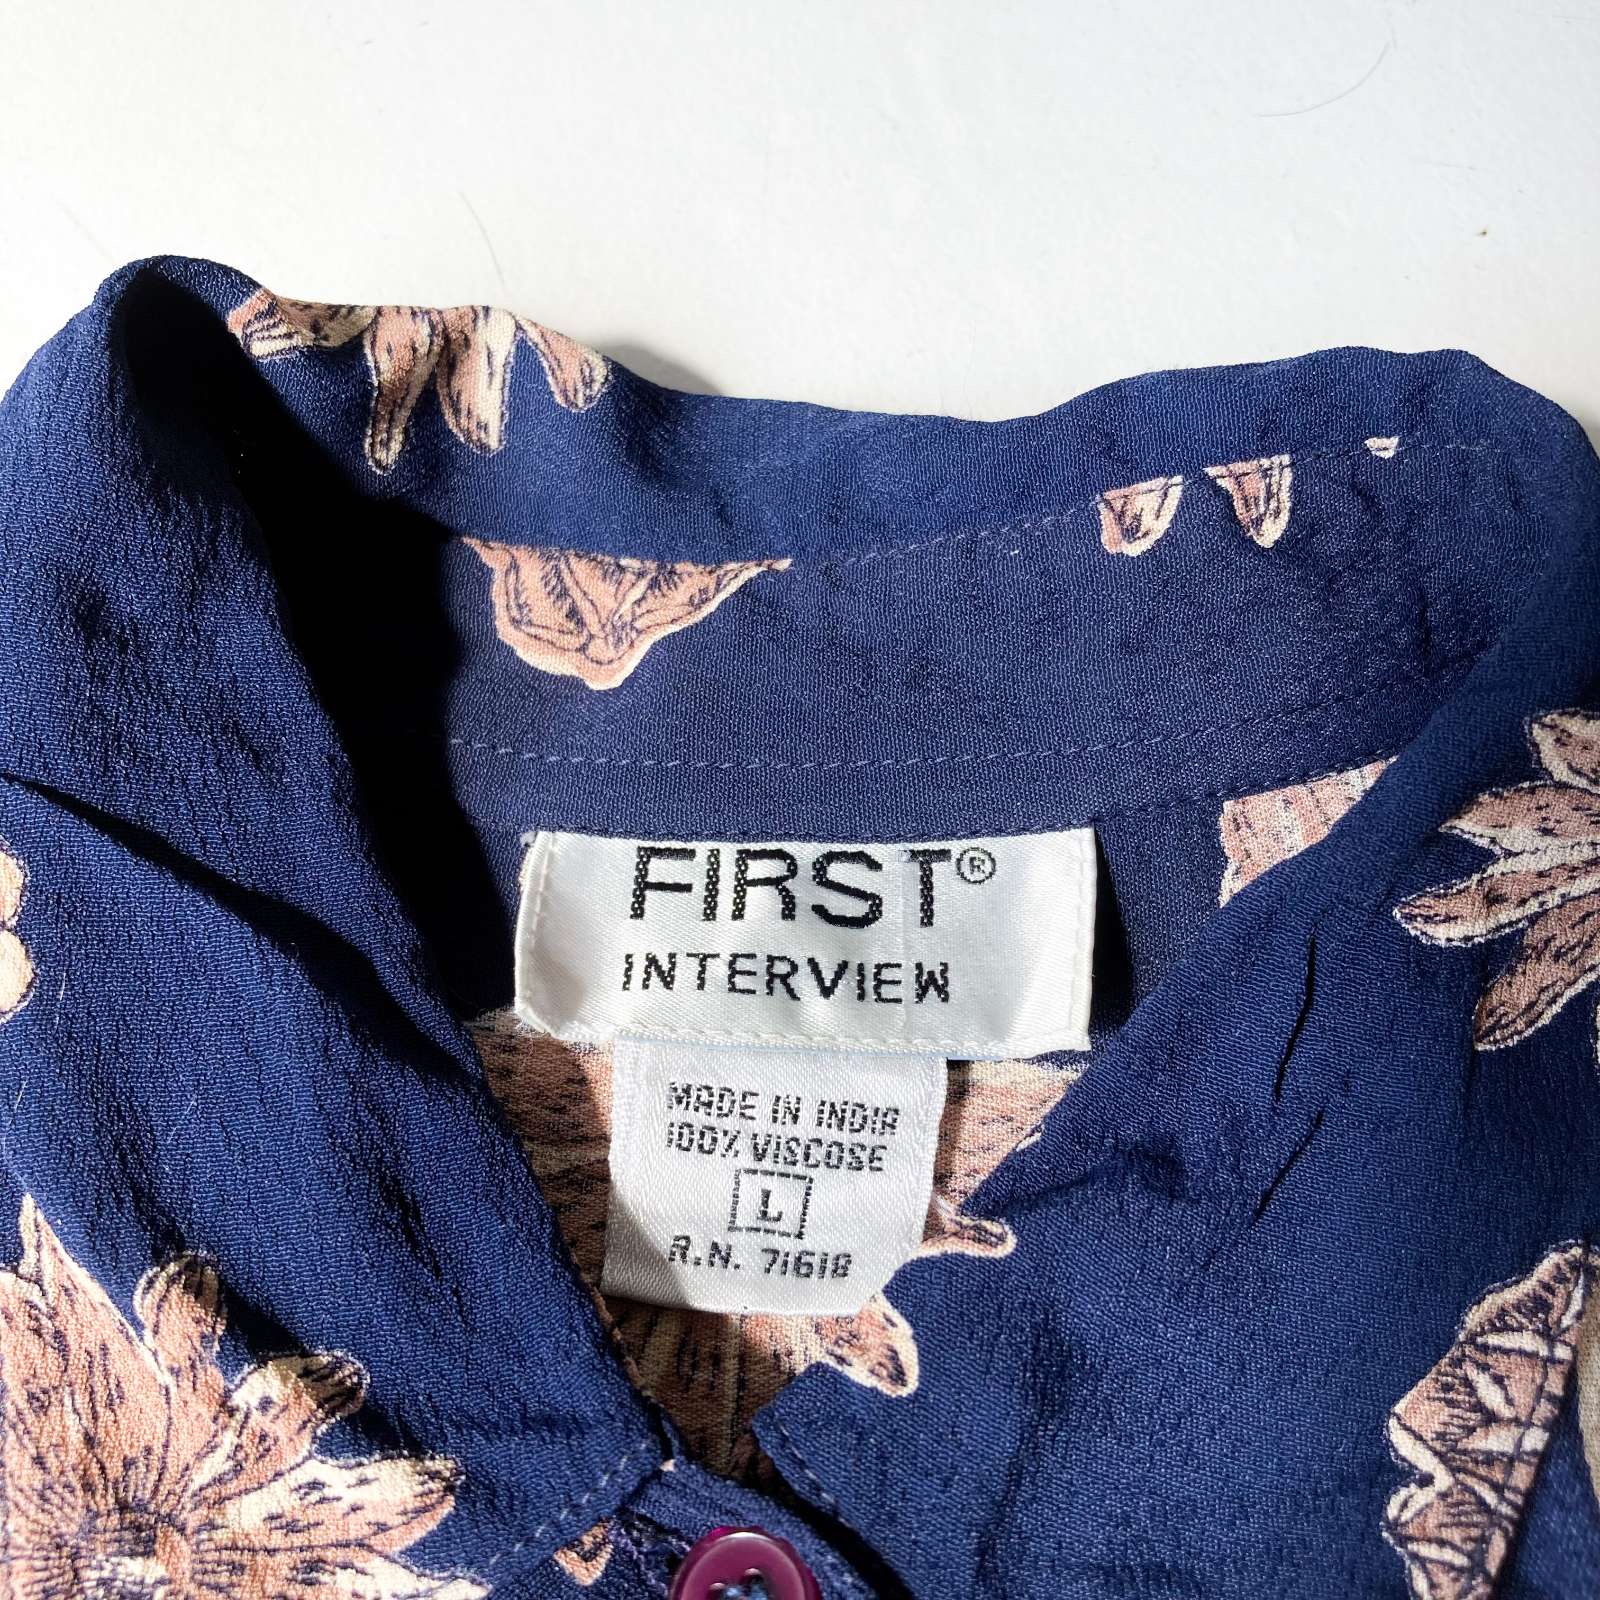 FIRST®
INTERVIEW
MADE IN INDIA
100% VISCOSE
L
R.N. 71618